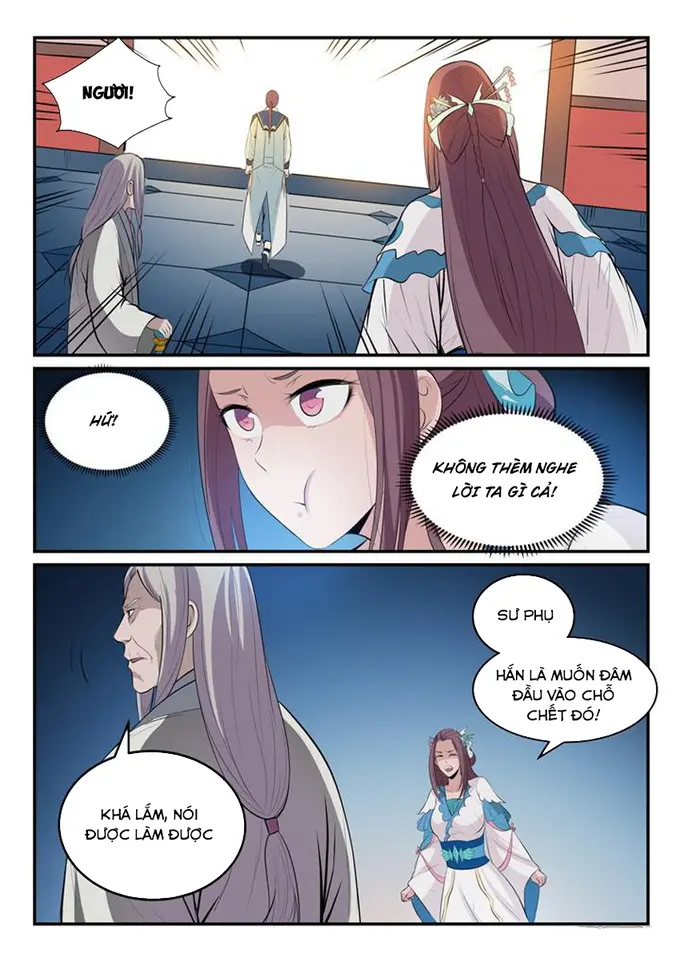 NGƯƠI!
HỨ!
KHÔNG THÈM NGHE
LỜI TA GÌ CẢ!
SƯ PHỤ
HẮN LÀ MUỐN ĐÂM
ĐẦU VÀO CHỖ
CHẾT ĐÓ!
KHÁ LẮM, NÓI
ĐƯỢC LÀM ĐƯỢC